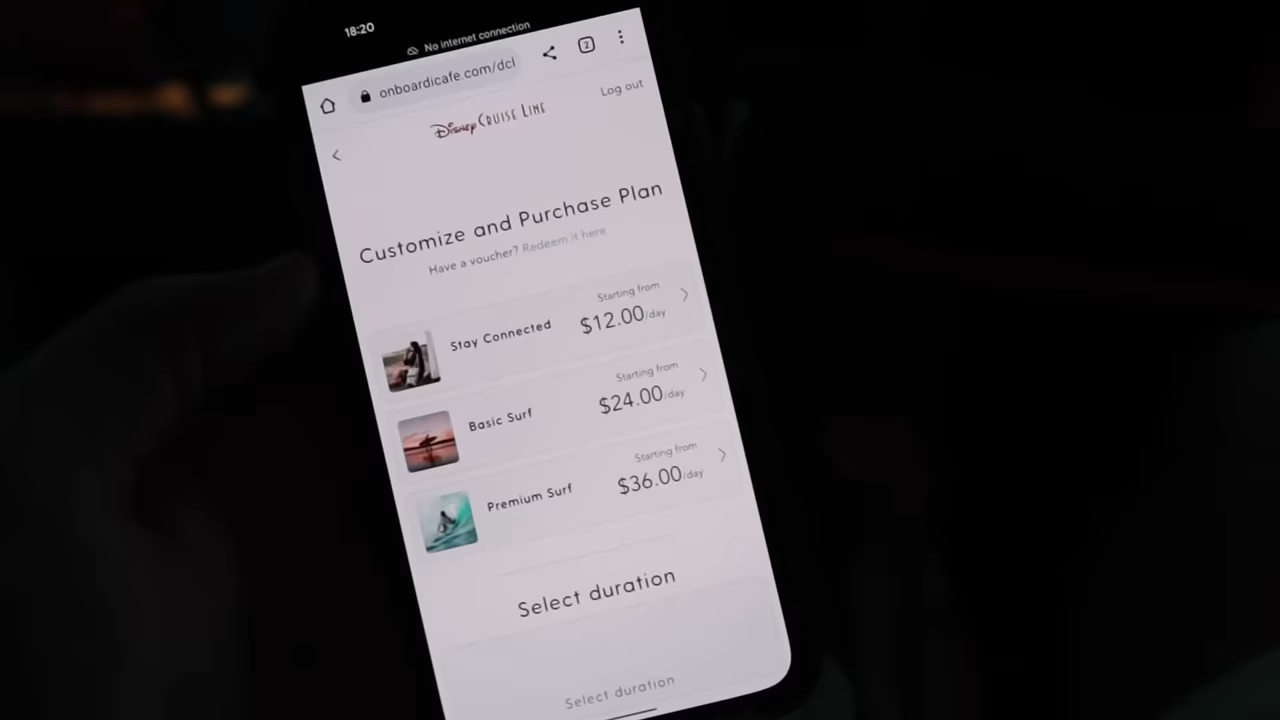 18:20
No internet connection
onboardicafe.com/dcl
2
Log out
Disney Cruise Line
Customize and Purchase Plan
Have a voucher? Redeem it here
Stay Connected
Starting from
$12.00/day
Basic Surf
Starting from
$24.00/day
Premium Surf
Starting from
$36.00/day
Select duration
Select duration